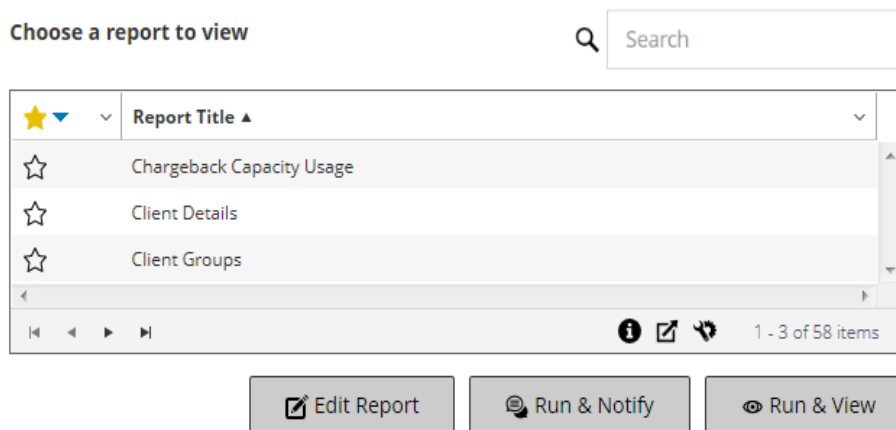 Choose a report to view
Search
Report Title
Chargeback Capacity Usage
Client Details
Client Groups
1 - 3 of 58 items
Edit Report
Run & Notify
Run & View